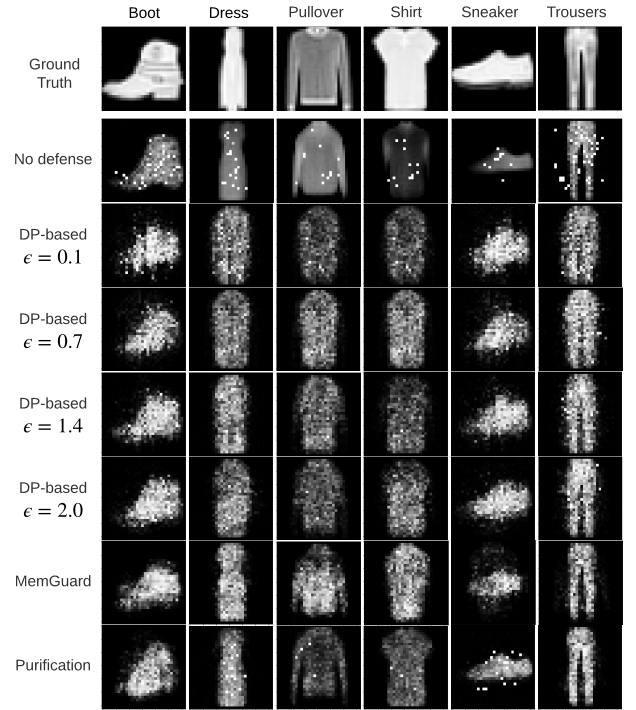 Boot Dress Pullover Shirt Sneaker Trousers
Ground
Truth
No defense
DP-based
ϵ = 0.1
DP-based
ϵ = 0.7
DP-based
ϵ = 1.4
DP-based
ϵ = 2.0
MemGuard
Purification